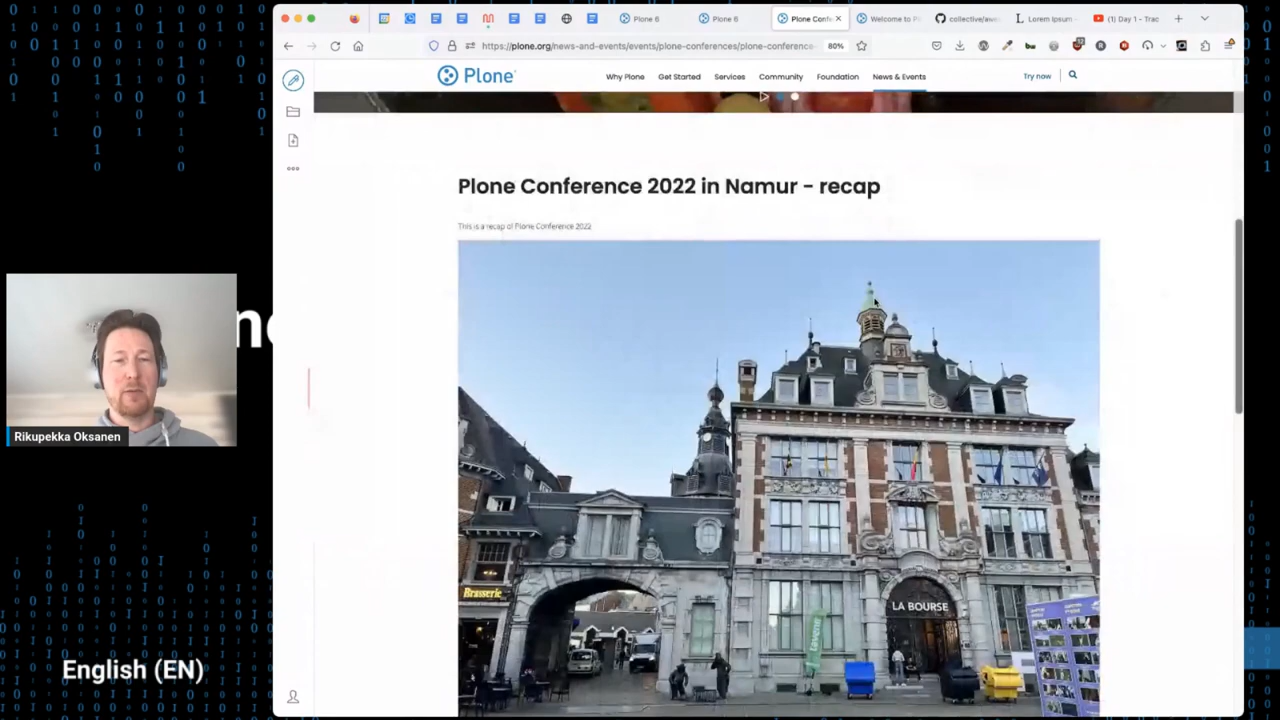 Plone 6
Plone 6
Plone Conf
Welcome to Pl
collective/awe
Lorem Ipsum
(1) Day 1 - Trac
https://plone.org/news-and-events/events/plone-conferences/plone-conference-
80%
Plone
Why Plone
Get Started
Services
Community
Foundation
News & Events
Try now
Plone Conference 2022 in Namur - recap
This is a recap of Plone Conference 2022
Brasserie
LA BOURSE
Rikupekka Oksanen
English (EN)